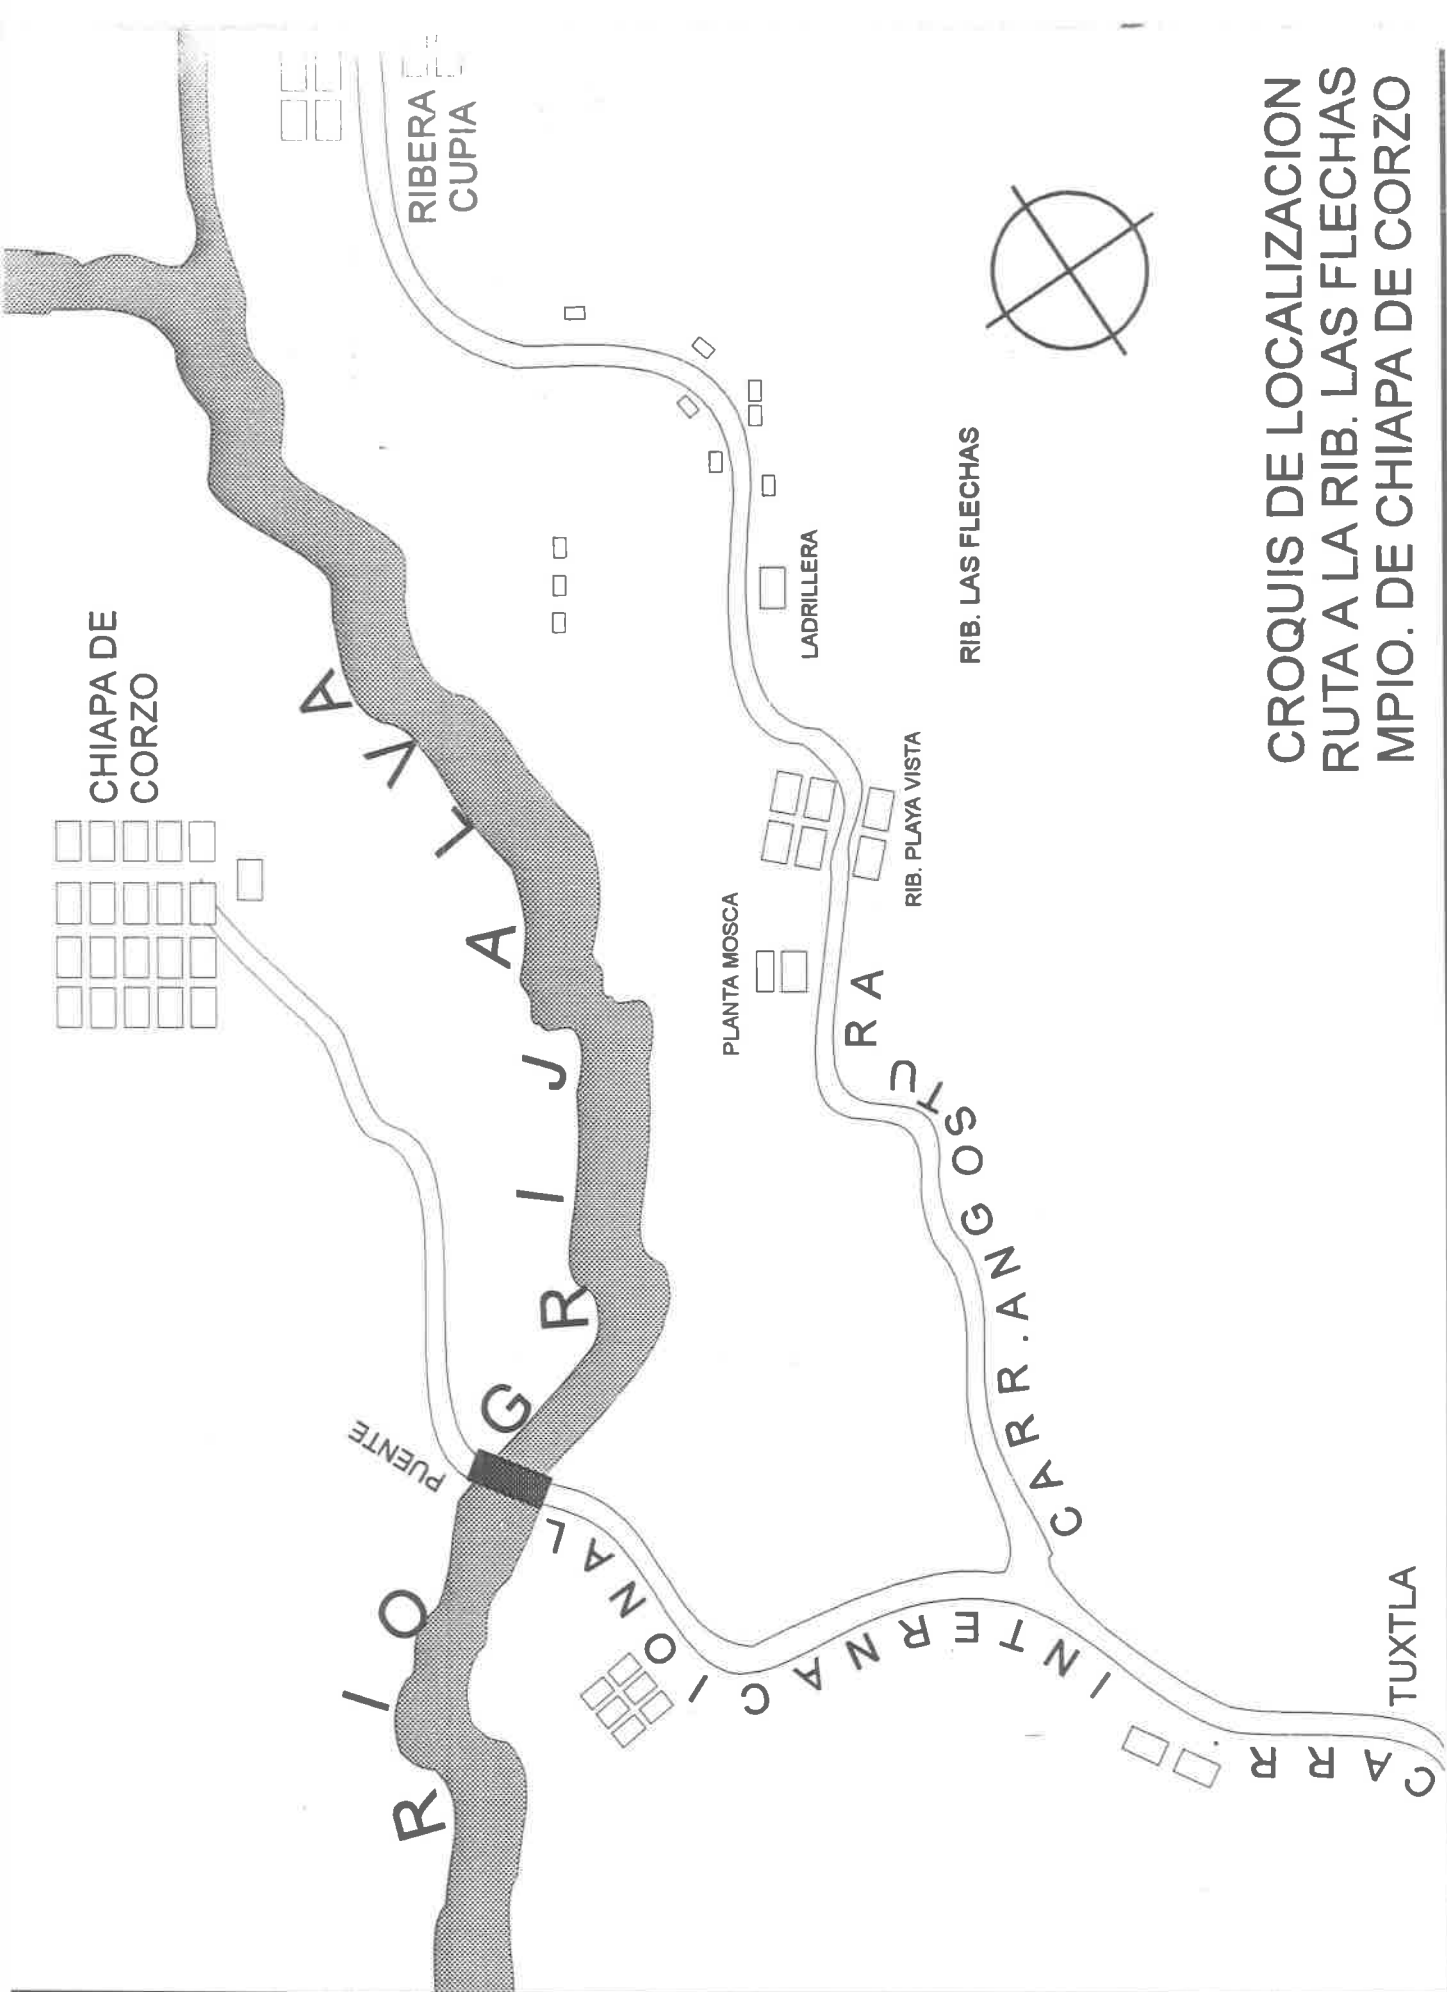 CHIAPA DE
CORZO
RIBERA
CUPIA
RIO GRIJALVA
PUENTE
PLANTA MOSCA
LADRILLERA
RIB. PLAYA VISTA
RIB. LAS FLECHAS
CARR. ANGOSTURA
CARR INTERNACIONAL
TUXTLA
CROQUIS DE LOCALIZACION
RUTA A LA RIB. LAS FLECHAS
MPIO. DE CHIAPA DE CORZO